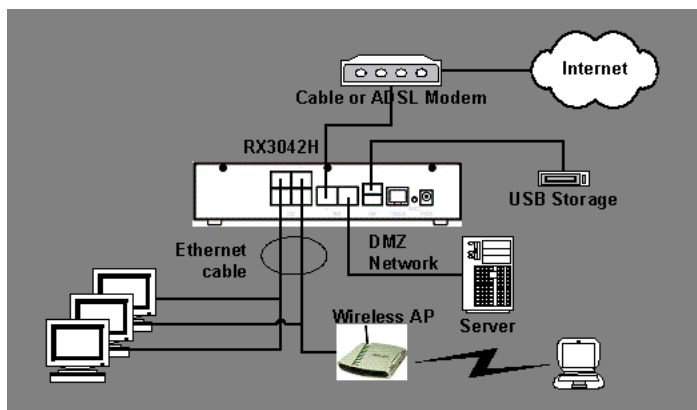 Internet
Cable or ADSL Modem
RX3042H
USB Storage
Ethernet
cable
DMZ
Network
Wireless AP
Server